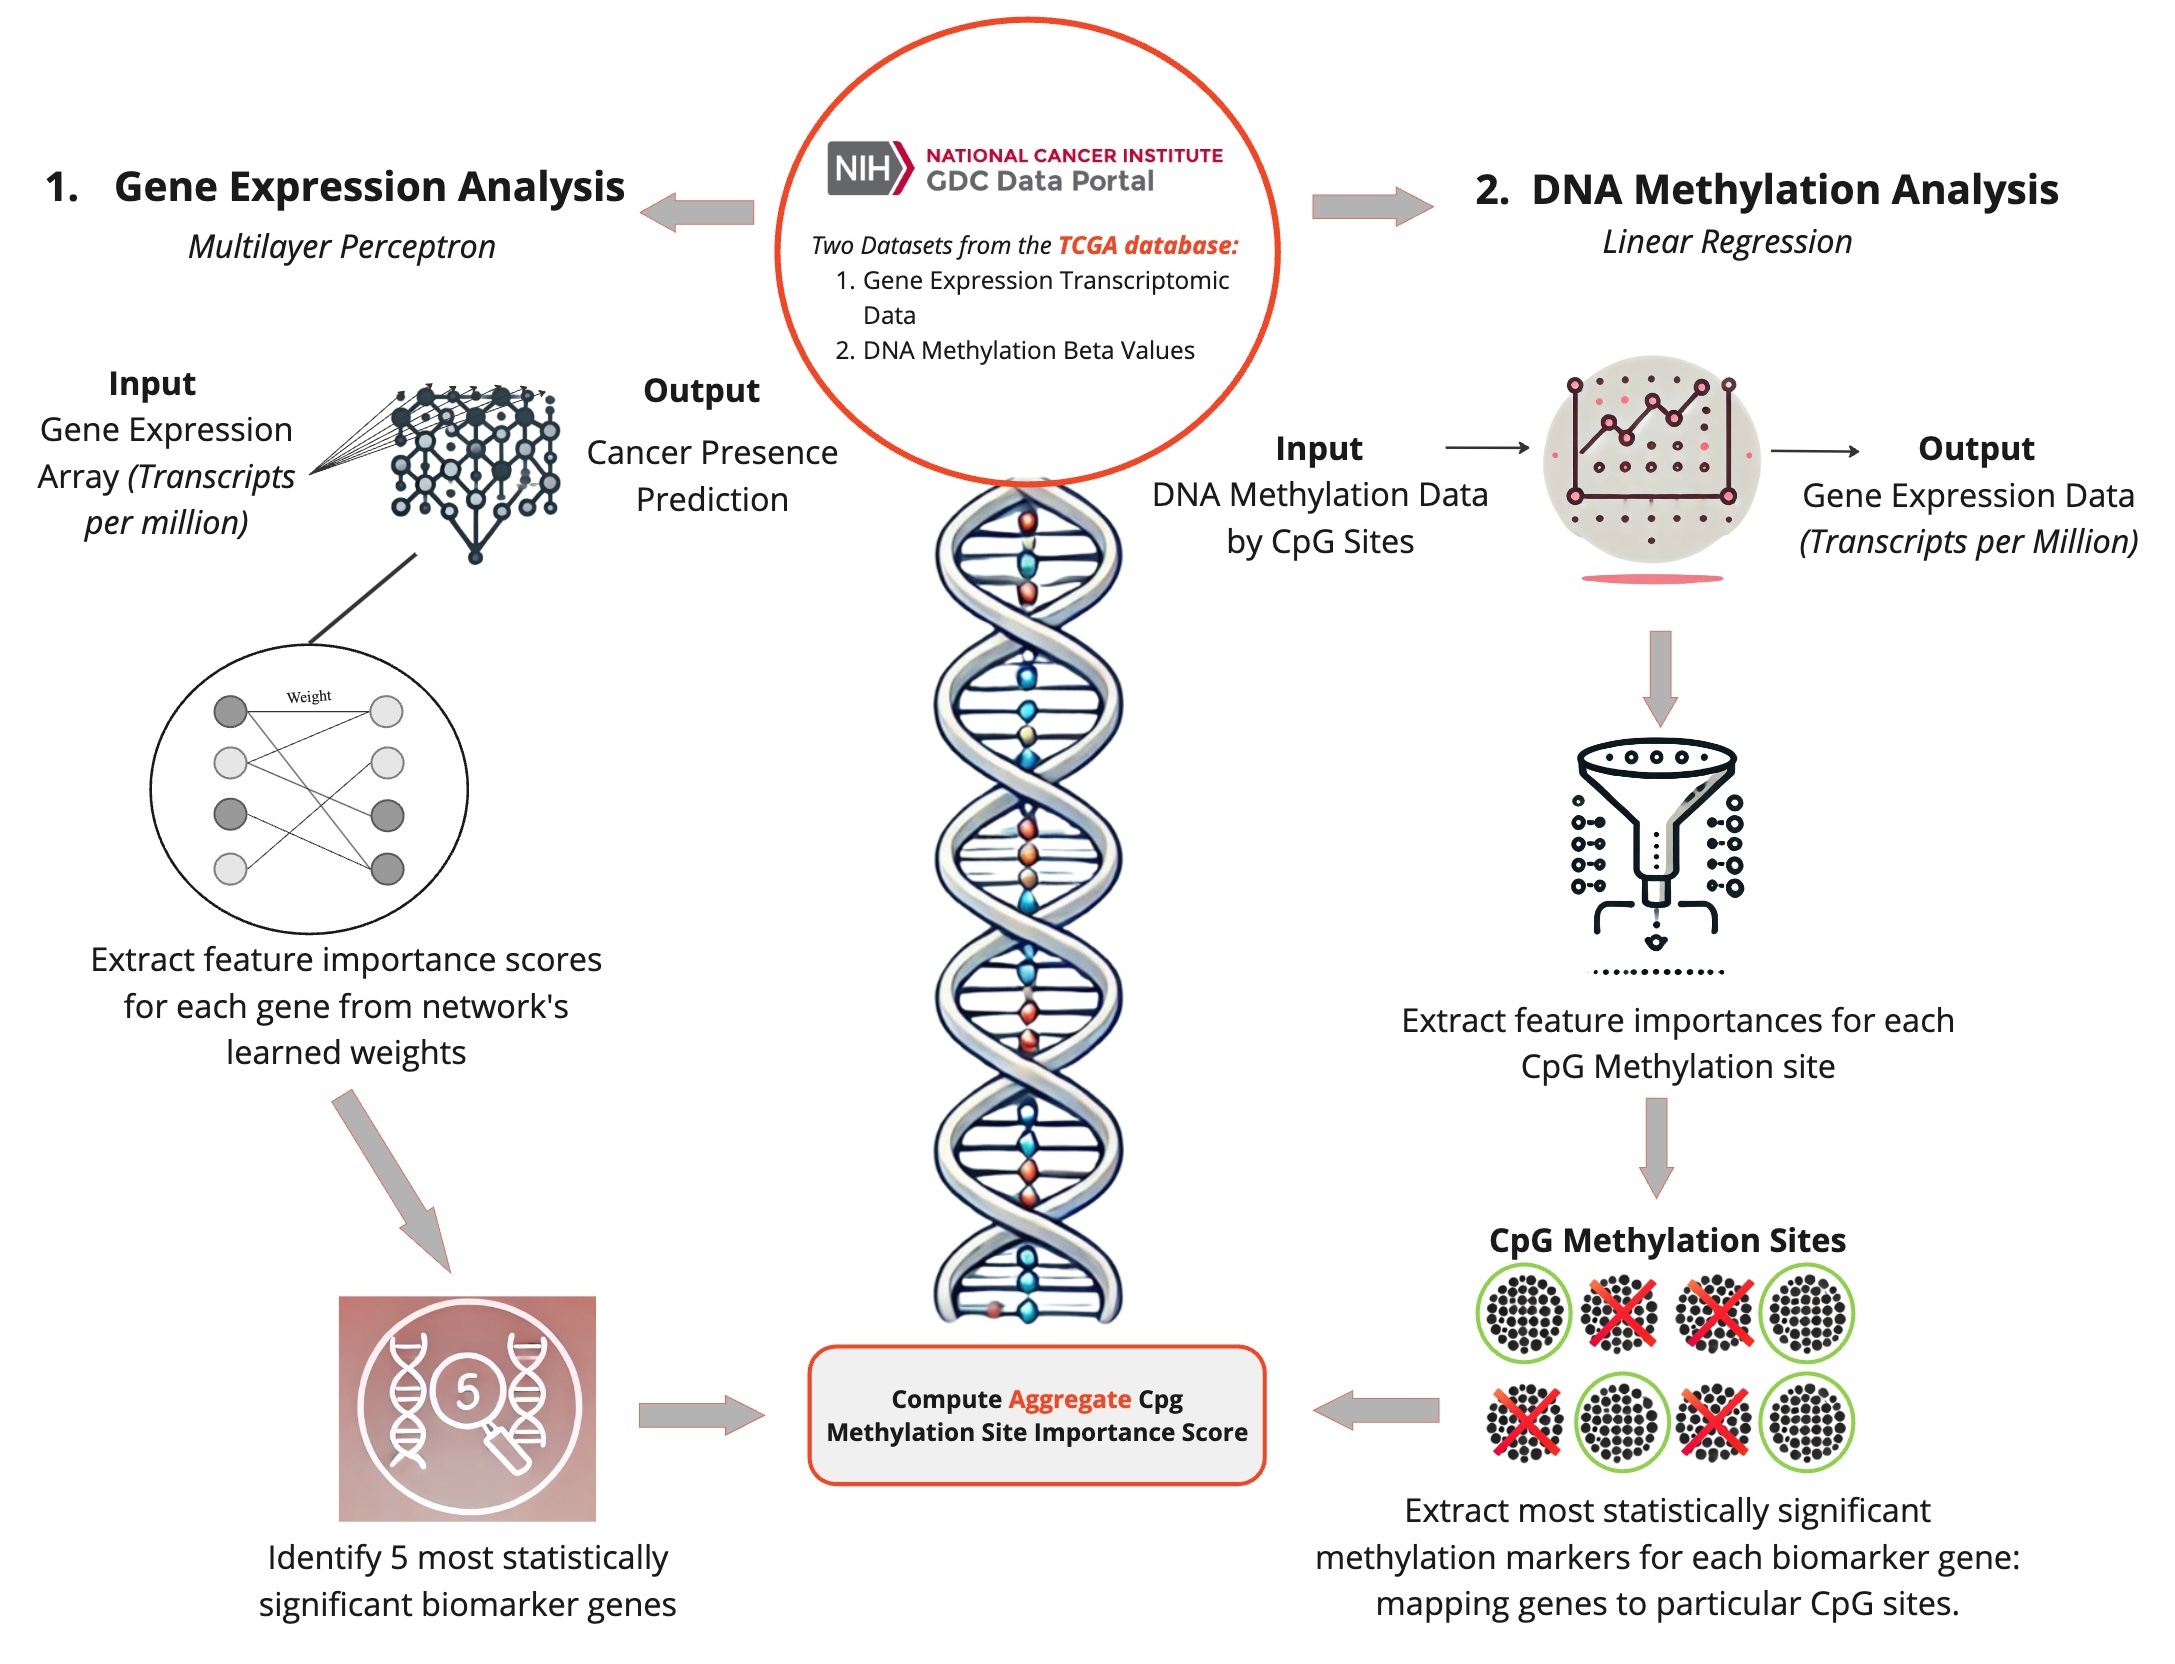 NIH NATIONAL CANCER INSTITUTE
GDC Data Portal
Two Datasets from the TCGA database:
1. Gene Expression Transcriptomic
Data
2. DNA Methylation Beta Values
1. Gene Expression Analysis
Multilayer Perceptron
Input
Gene Expression
Array (Transcripts
per million)
Output
Cancer Presence
Prediction
Weight
Extract feature importance scores
for each gene from network's
learned weights
5
Identify 5 most statistically
significant biomarker genes
2. DNA Methylation Analysis
Linear Regression
Input
DNA Methylation Data
by CpG Sites
Output
Gene Expression Data
(Transcripts per Million)
Extract feature importances for each
CpG Methylation site
CpG Methylation Sites
Extract most statistically significant
methylation markers for each biomarker gene:
mapping genes to particular CpG sites.
Compute Aggregate Cpg
Methylation Site Importance Score